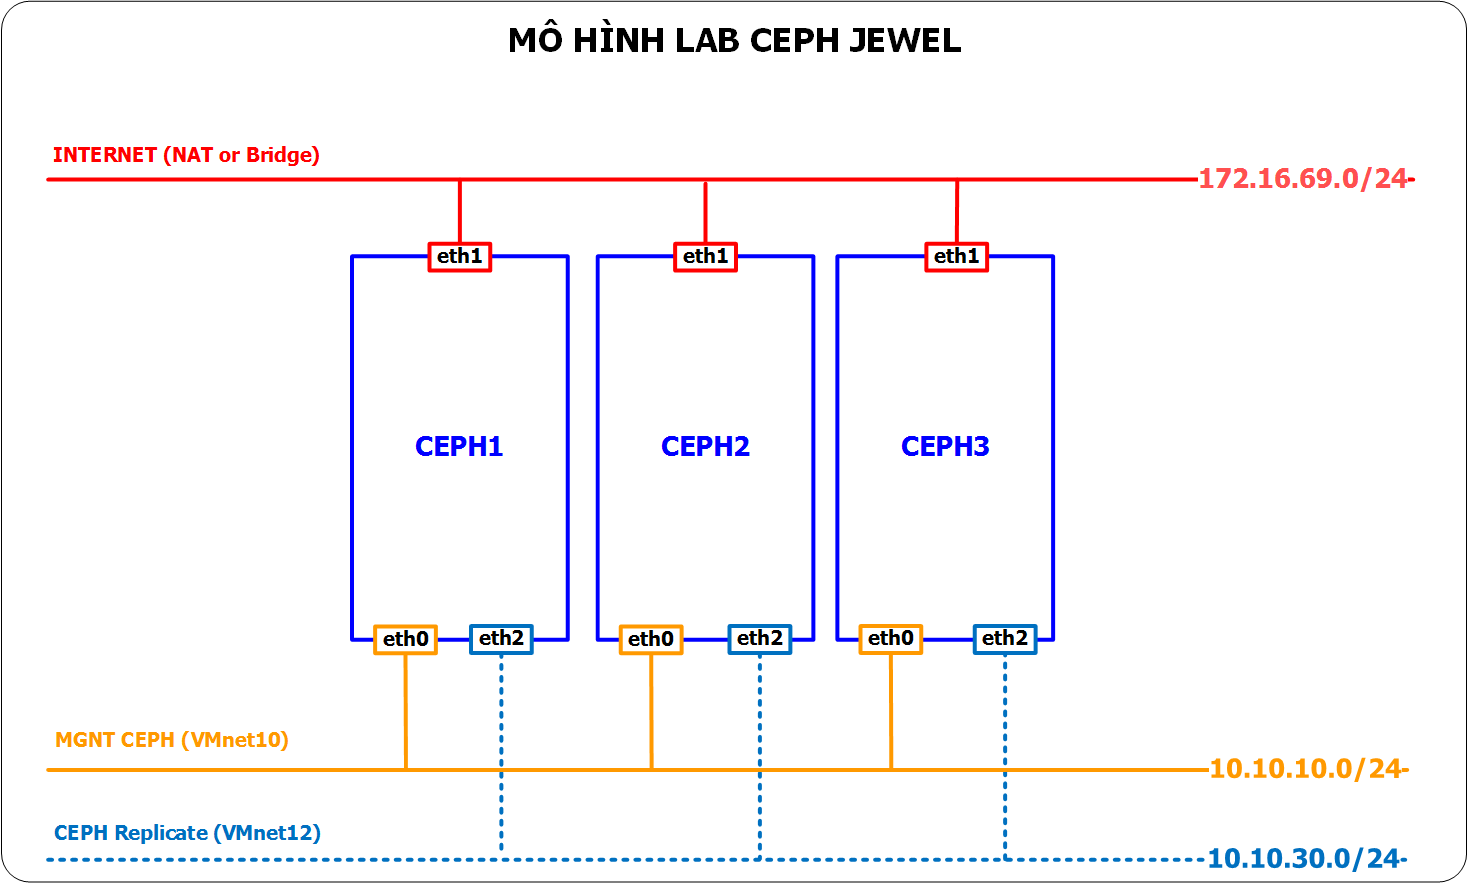 MÔ HÌNH LAB CEPH JEWEL
INTERNET (NAT or Bridge)
172.16.69.0/24
eth1
eth1
eth1
CEPH1
CEPH2
CEPH3
eth0
eth2
eth0
eth2
eth0
eth2
MGNT CEPH (VMnet10)
10.10.10.0/24
CEPH Replicate (VMnet12)
10.10.30.0/24